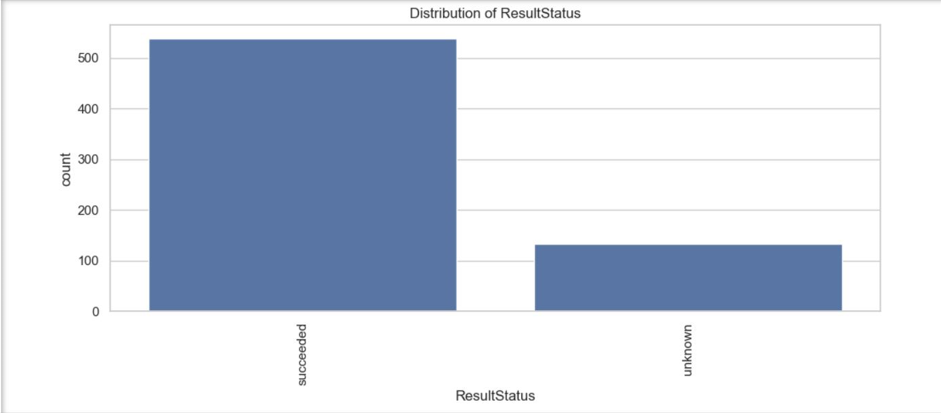 Distribution of ResultStatus
500
400
300
200
100
0
count
succeeded
unknown
ResultStatus